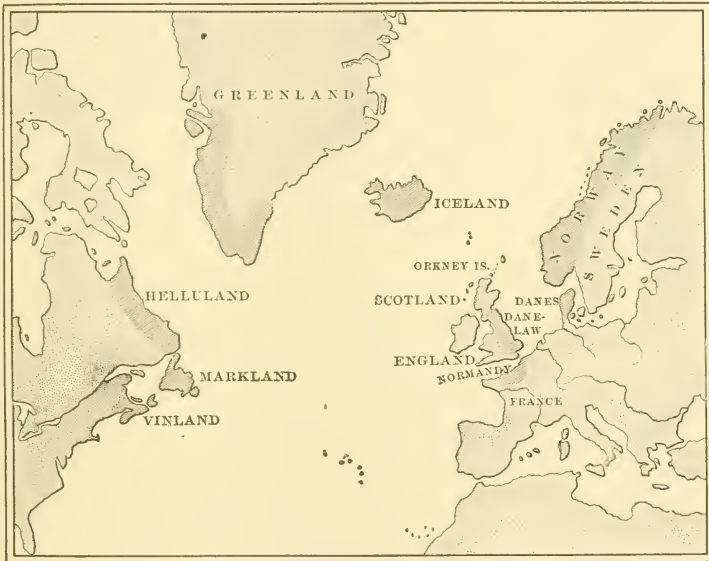 GREENLAND
ICELAND
NORWAY
SWEDEN
ORKNEY IS.
HELLULAND
SCOTLAND
DANES
DANE-
LAW
ENGLAND
NORMANDY
MARKLAND
FRANCE
VINLAND